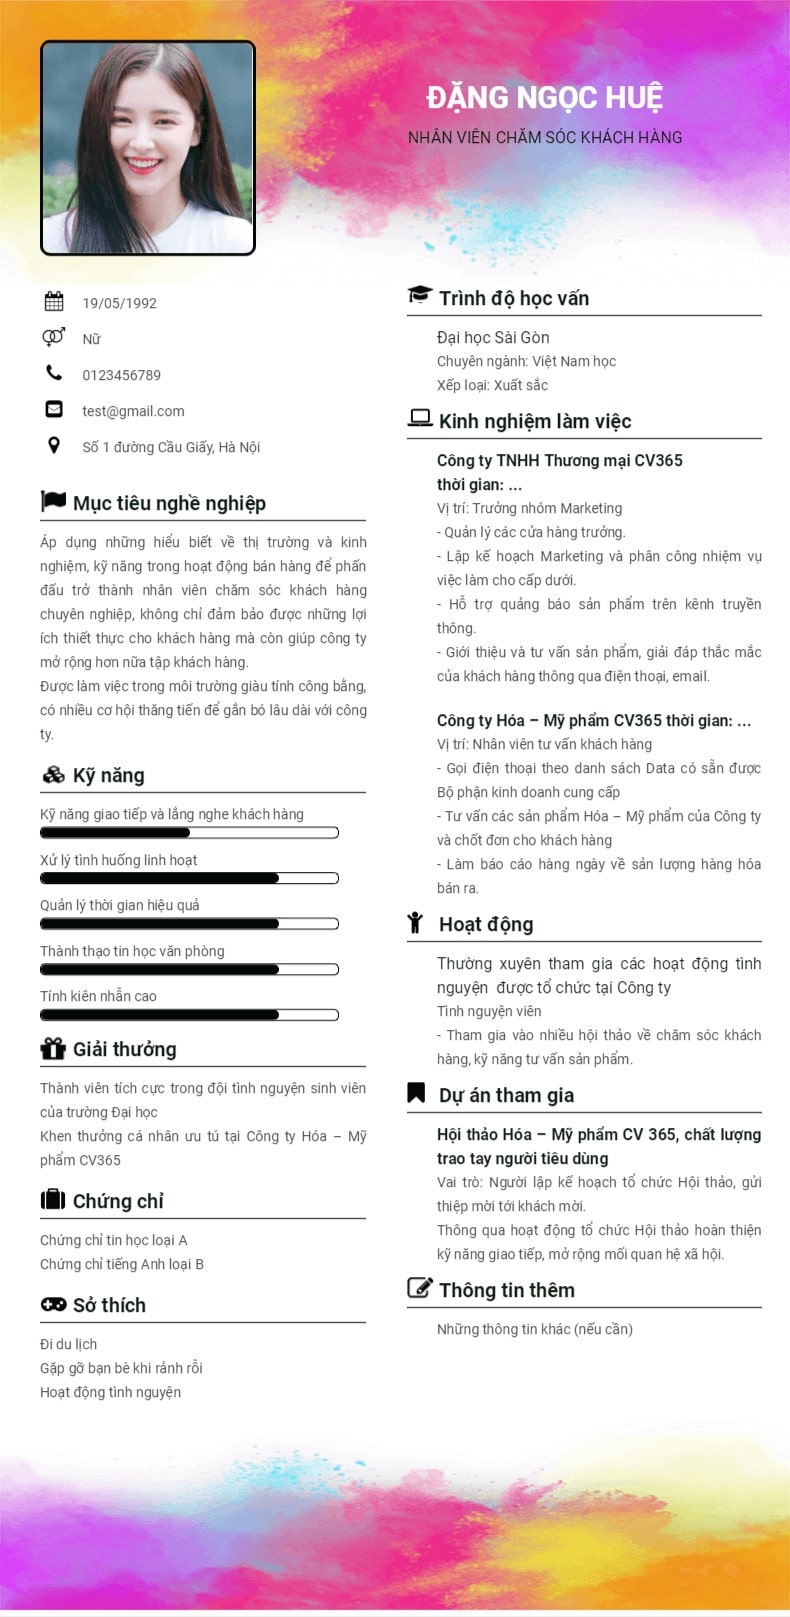 ĐẶNG NGỌC HUỆ
NHÂN VIÊN CHĂM SÓC KHÁCH HÀNG
19/05/1992
Nữ
0123456789
test@gmail.com
Số 1 đường Cầu Giấy, Hà Nội
Mục tiêu nghề nghiệp
Áp dụng những hiểu biết về thị trường và kinh
nghiệm, kỹ năng trong hoạt động bán hàng để phấn
đấu trở thành nhân viên chăm sóc khách hàng
chuyên nghiệp, không chỉ đảm bảo được những lợi
ích thiết thực cho khách hàng mà còn giúp công ty
mở rộng hơn nữa tập khách hàng.
Được làm việc trong môi trường giàu tính công bằng,
có nhiều cơ hội thăng tiến để gắn bó lâu dài với công
ty.
Kỹ năng
Kỹ năng giao tiếp và lắng nghe khách hàng
Xử lý tình huống linh hoạt
Quản lý thời gian hiệu quả
Thành thạo tin học văn phòng
Tính kiên nhẫn cao
Giải thưởng
Thành viên tích cực trong đội tình nguyện sinh viên
của trường Đại học
Khen thưởng cá nhân ưu tú tại Công ty Hóa – Mỹ
phẩm CV365
Chứng chỉ
Chứng chỉ tin học loại A
Chứng chỉ tiếng Anh loại B
Sở thích
Đi du lịch
Gặp gỡ bạn bè khi rảnh rỗi
Hoạt động tình nguyện
Trình độ học vấn
Đại học Sài Gòn
Chuyên ngành: Việt Nam học
Xếp loại: Xuất sắc
Kinh nghiệm làm việc
Công ty TNHH Thương mại CV365
thời gian: ...
Vị trí: Trưởng nhóm Marketing
- Quản lý các cửa hàng trưởng.
- Lập kế hoạch Marketing và phân công nhiệm vụ
việc làm cho cấp dưới.
- Hỗ trợ quảng báo sản phẩm trên kênh truyền
thông.
- Giới thiệu và tư vấn sản phẩm, giải đáp thắc mắc
của khách hàng thông qua điện thoại, email.
Công ty Hóa – Mỹ phẩm CV365 thời gian: ...
Vị trí: Nhân viên tư vấn khách hàng
- Gọi điện thoại theo danh sách Data có sẵn được
Bộ phận kinh doanh cung cấp
- Tư vấn các sản phẩm Hóa – Mỹ phẩm của Công ty
và chốt đơn cho khách hàng
- Làm báo cáo hàng ngày về sản lượng hàng hóa
bán ra.
Hoạt động
Thường xuyên tham gia các hoạt động tình
nguyện được tổ chức tại Công ty
Tình nguyện viên
- Tham gia vào nhiều hội thảo về chăm sóc khách
hàng, kỹ năng tư vấn sản phẩm.
Dự án tham gia
Hội thảo Hóa – Mỹ phẩm CV 365, chất lượng
trao tay người tiêu dùng
Vai trò: Người lập kế hoạch tổ chức Hội thảo, gửi
thiệp mời tới khách mời.
Thông qua hoạt động tổ chức Hội thảo hoàn thiện
kỹ năng giao tiếp, mở rộng mối quan hệ xã hội.
Thông tin thêm
Những thông tin khác (nếu cần)